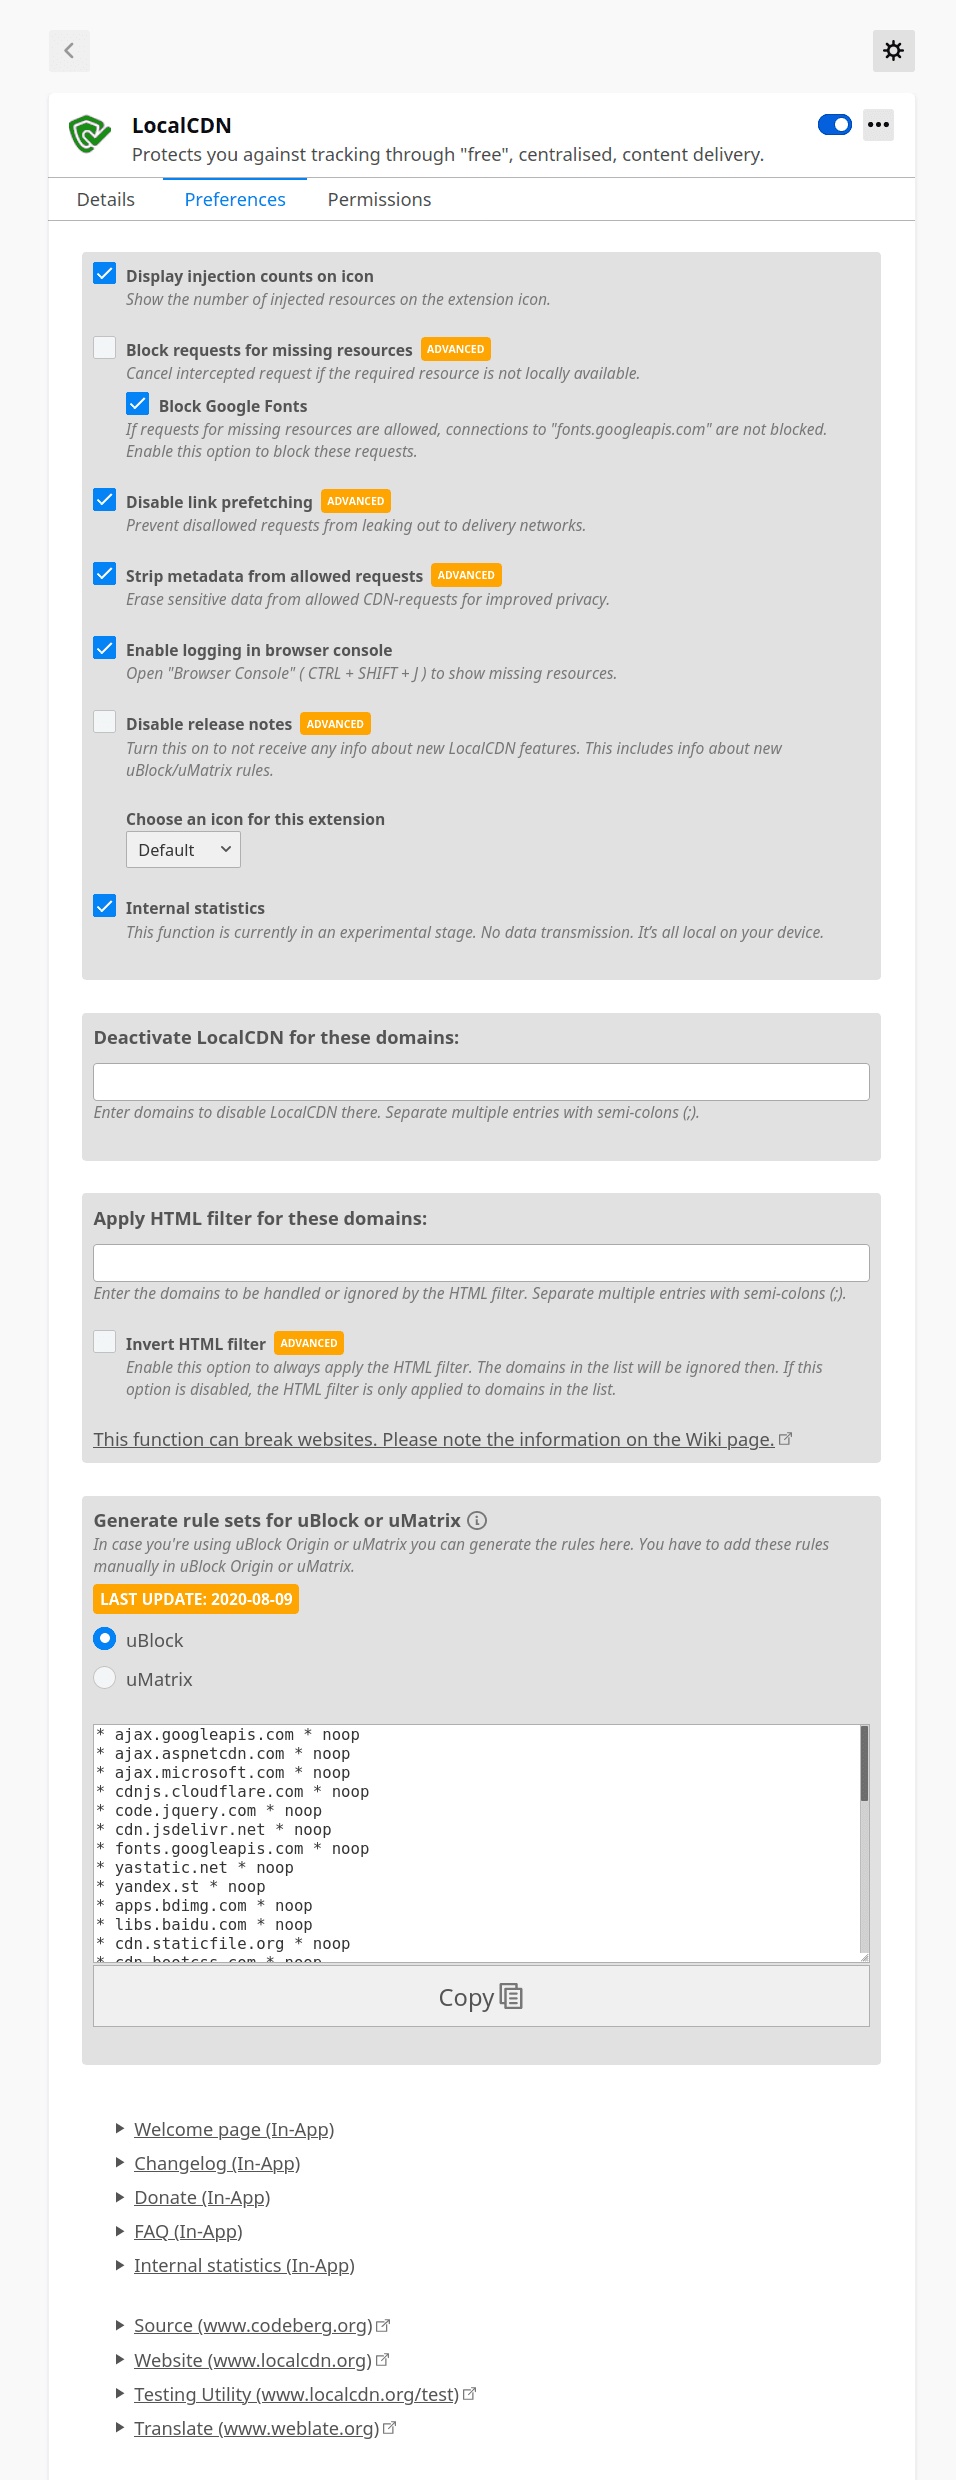 LocalCDN
Protects you against tracking through "free", centralised, content delivery.
Details Preferences Permissions
Display injection counts on icon
Show the number of injected resources on the extension icon.
Block requests for missing resources ADVANCED
Cancel intercepted request if the required resource is not locally available.
Block Google Fonts
If requests for missing resources are allowed, connections to "fonts.googleapis.com" are not blocked.
Enable this option to block these requests.
Disable link prefetching ADVANCED
Prevent disallowed requests from leaking out to delivery networks.
Strip metadata from allowed requests ADVANCED
Erase sensitive data from allowed CDN-requests for improved privacy.
Enable logging in browser console
Open "Browser Console" ( CTRL + SHIFT + J ) to show missing resources.
Disable release notes ADVANCED
Turn this on to not receive any info about new LocalCDN features. This includes info about new
uBlock/uMatrix rules.
Choose an icon for this extension
Default
Internal statistics
This function is currently in an experimental stage. No data transmission. It's all local on your device.
Deactivate LocalCDN for these domains:
Enter domains to disable LocalCDN there. Separate multiple entries with semi-colons (;).
Apply HTML filter for these domains:
Enter the domains to be handled or ignored by the HTML filter. Separate multiple entries with semi-colons (;).
Invert HTML filter ADVANCED
Enable this option to always apply the HTML filter. The domains in the list will be ignored then. If this
option is disabled, the HTML filter is only applied to domains in the list.
This function can break websites. Please note the information on the Wiki page.
Generate rule sets for uBlock or uMatrix
In case you're using uBlock Origin or uMatrix you can generate the rules here. You have to add these rules
manually in uBlock Origin or uMatrix.
LAST UPDATE: 2020-08-09
uBlock
uMatrix
* ajax.googleapis.com * noop
* ajax.aspnetcdn.com * noop
* ajax.microsoft.com * noop
* cdnjs.cloudflare.com * noop
* code.jquery.com * noop
* cdn.jsdelivr.net * noop
* fonts.googleapis.com * noop
* yastatic.net * noop
* yandex.st * noop
* apps.bdimg.com * noop
* libs.baidu.com * noop
* cdn.staticfile.org * noop
* cdn.bootcss.com * noop
Copy
Welcome page (In-App)
Changelog (In-App)
Donate (In-App)
FAQ (In-App)
Internal statistics (In-App)
Source (www.codeberg.org)
Website (www.localcdn.org)
Testing Utility (www.localcdn.org/test)
Translate (www.weblate.org)